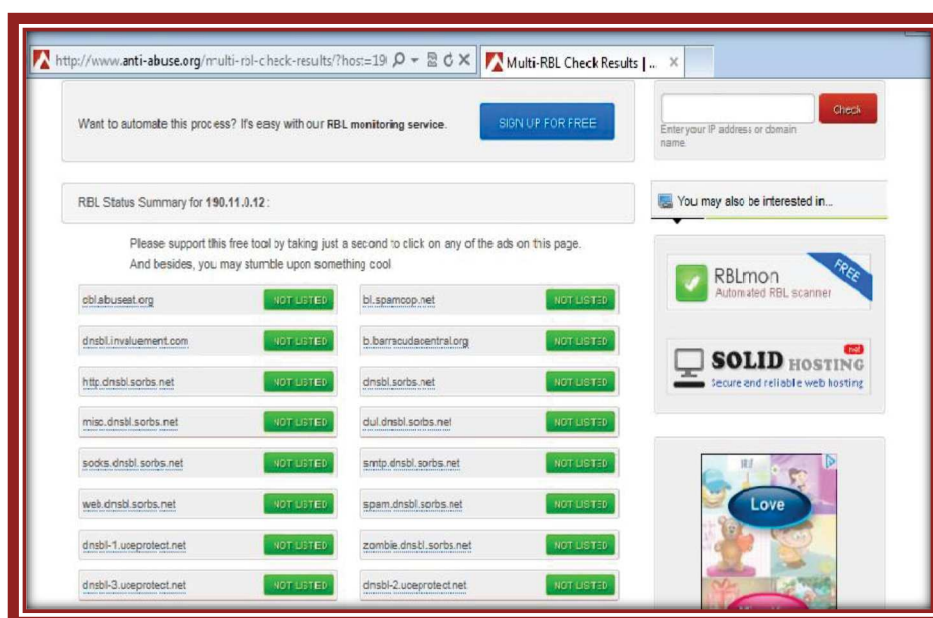 http://www.anti-abuse.org/multi-rbl-check-results/?host=19
Multi-RBL Check Results | ...
Want to automate this process? It's easy with our RBL monitoring service.
SIGN UP FOR FREE
Check
Enter your IP address or domain
name.
RBL Status Summary for 190.11.0.12 :
You may also be interested in...
Please support this free tool by taking just a second to click on any of the ads on this page.
And besides, you may stumble upon something cool
cbl.abuseat.org NOT LISTED bl.spamcop.net NOT LISTED
dnsbl.invaluement.com NOT LISTED b.barracudacentral.org NOT LISTED
http.dnsbl.sorbs.net NOT LISTED dnsbl.sorbs.net NOT LISTED
misc.dnsbl.sorbs.net NOT LISTED dul.dnsbl.sorbs.net NOT LISTED
socks.dnsbl.sorbs.net NOT LISTED smtp.dnsbl.sorbs.net NOT LISTED
web.dnsbl.sorbs.net NOT LISTED spam.dnsbl.sorbs.net NOT LISTED
dnsbl-1.uceprotect.net NOT LISTED zombie.dnsbl.sorbs.net NOT LISTED
dnsbl-3.uceprotect.net NOT LISTED dnsbl-2.uceprotect.net NOT LISTED
RBLmon
Automated RBL scanner
FREE
SOLID HOSTING
Secure and reliable web hosting
Love